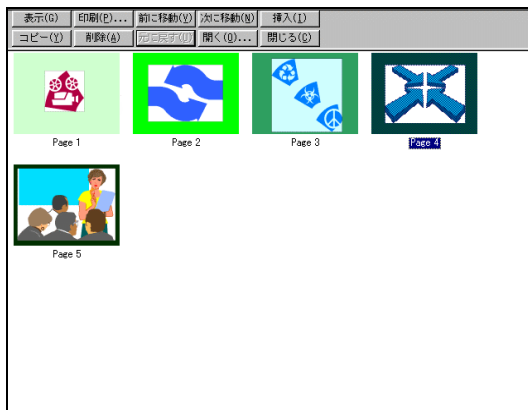 表示(G) 印刷(P)... 前に移動(V) 次に移動(N) 挿入(I)
コピー(Y) 削除(A) 元に戻す(U) 開く(O)... 閉じる(C)
Page 1 Page 2 Page 3 Page 4
Page 5